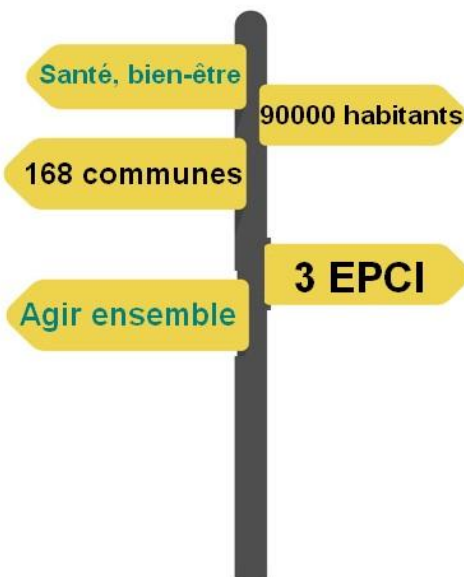 Santé, bien-être
90000 habitants
168 communes
3 EPCI
Agir ensemble